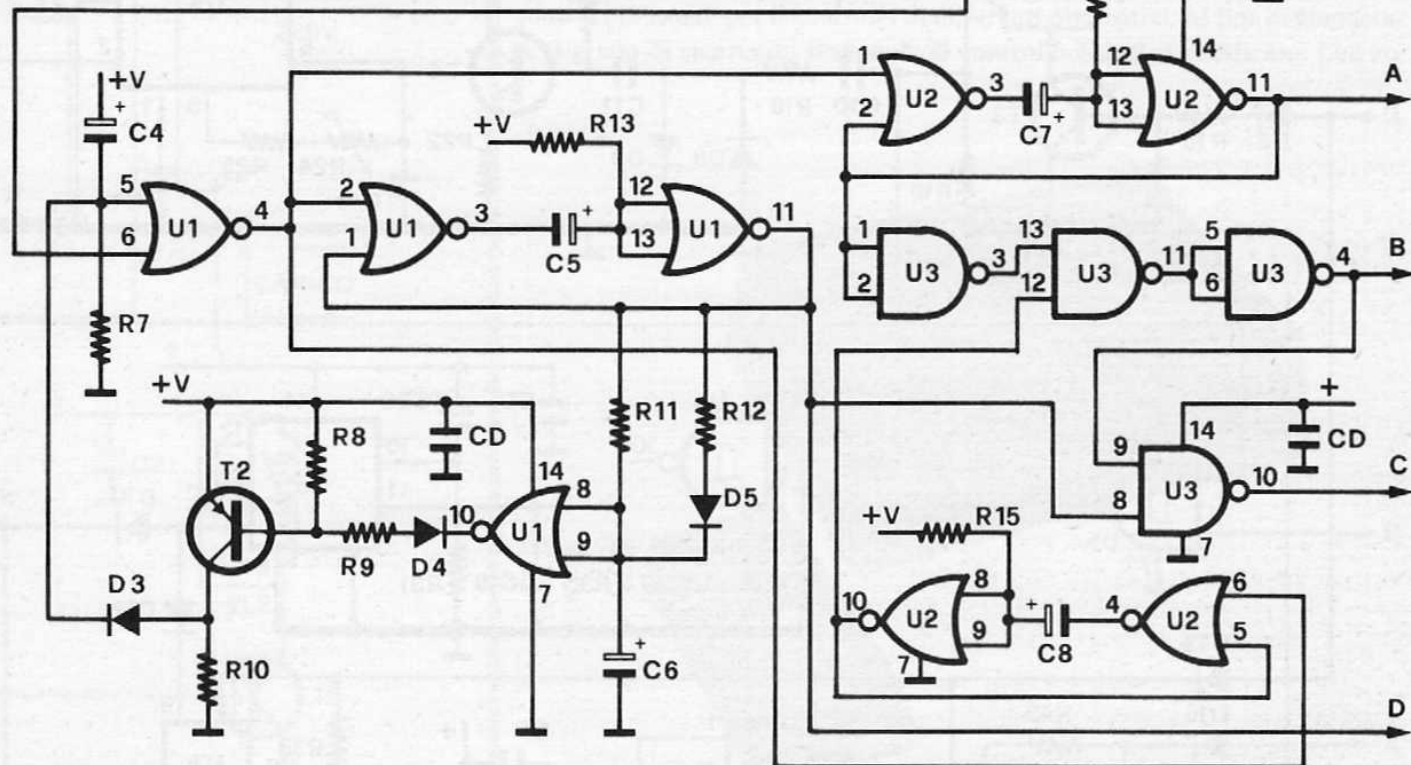 1 2 U2 3 C7 + 12 13 14 U2 11 A
+V + C4
+V R13
5 6 U1 4
2 1 U1 3 C5 + 12 13 U1 11
1 2 U3 3 13 12 U3 11 5 6 U3 4 B
R7
+V R8 CD R11 R12
+ CD
T2 R9 D4 10 U1 14 8 9 7 D5
9 8 U3 14 10 7 C
D3 R10 C6 +
+V R15
10 U2 8 9 7 + C8 4 U2 6 5
D